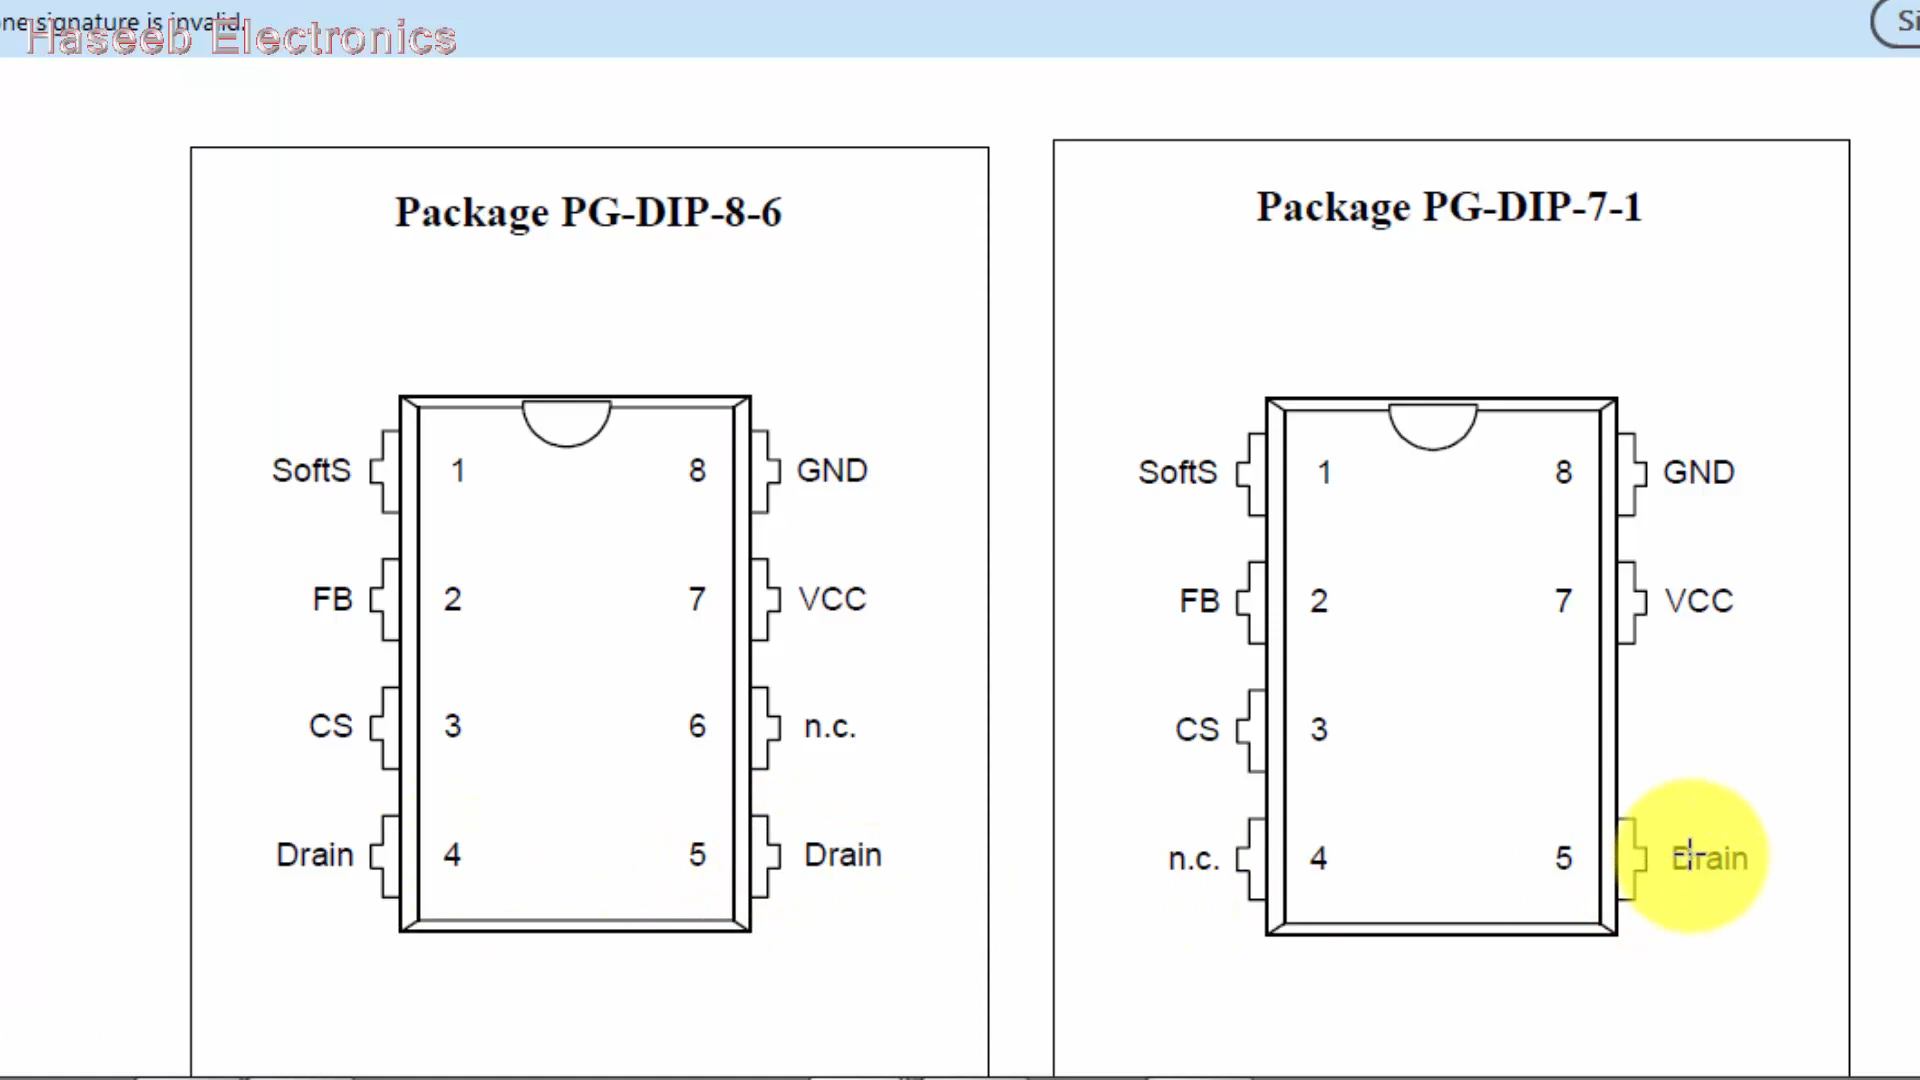 ne signature is invalid.
Si
Haseeb Electronics
Package PG-DIP-8-6
SoftS 1 8 GND
FB 2 7 VCC
CS 3 6 n.c.
Drain 4 5 Drain
Package PG-DIP-7-1
SoftS 1 8 GND
FB 2 7 VCC
CS 3
n.c. 4 5 Drain